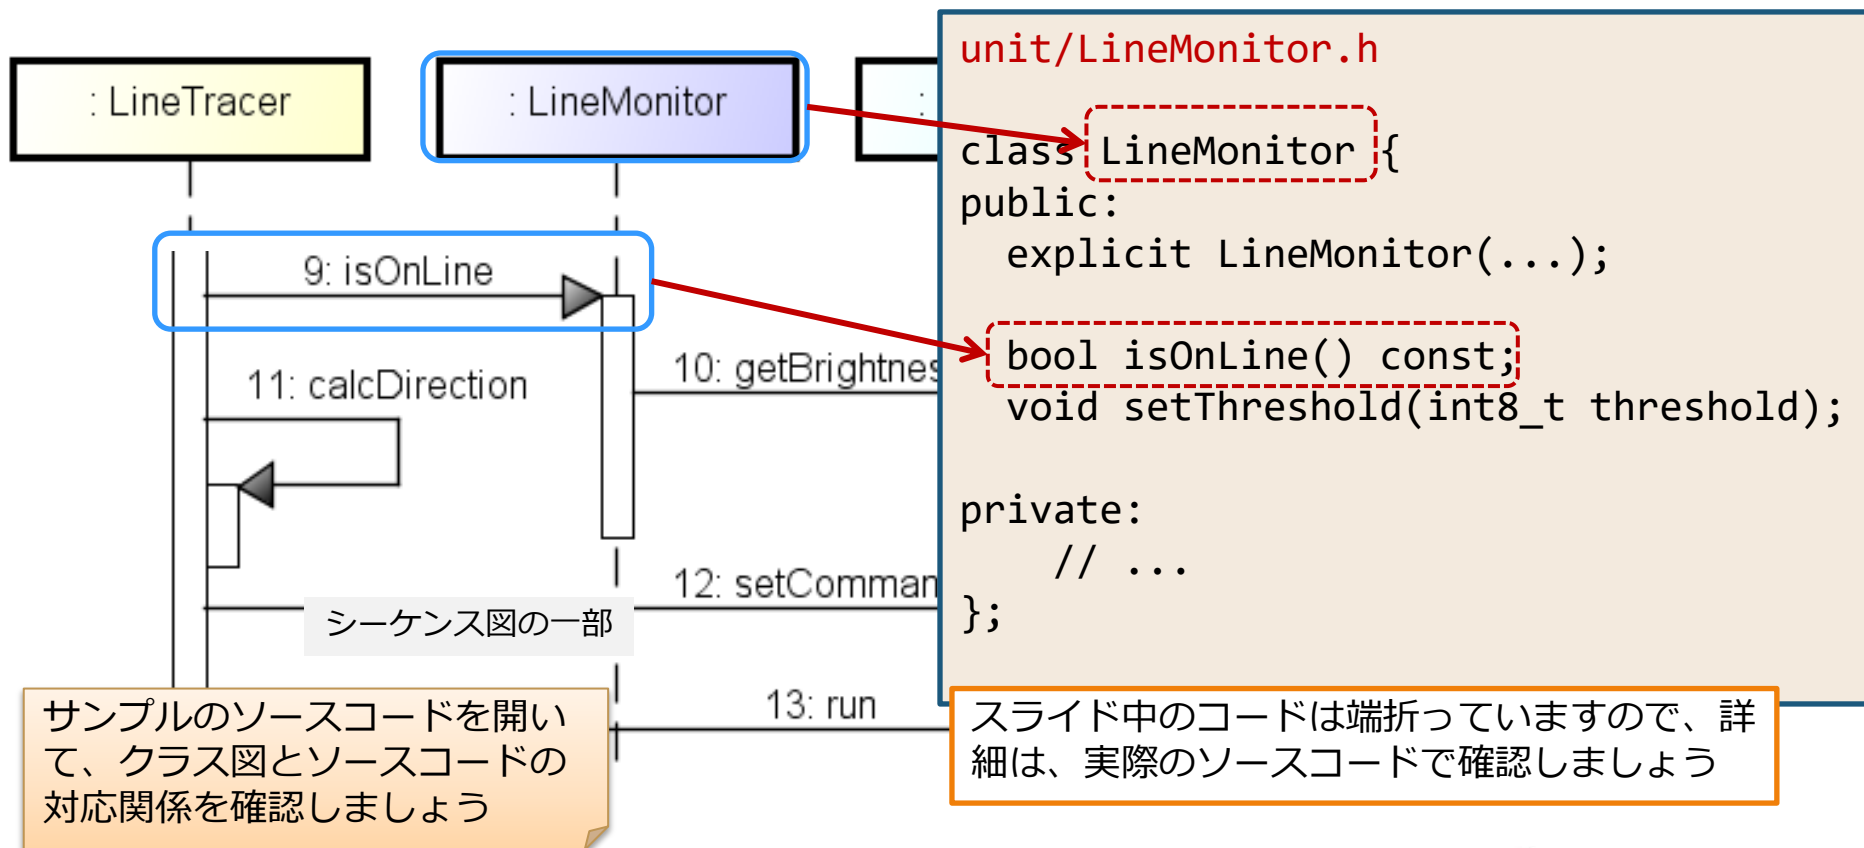 : LineTracer
: LineMonitor
:
9: isOnLine
10: getBrightnes
11: calcDirection
12: setComman
シーケンス図の一部
13: run
サンプルのソースコードを開い
て、クラス図とソースコードの
対応関係を確認しましょう
unit/LineMonitor.h
class LineMonitor {
public:
explicit LineMonitor(...);
bool isOnLine() const;
void setThreshold(int8_t threshold);
private:
// ...
};
スライド中のコードは端折っていますので、詳
細は、実際のソースコードで確認しましょう